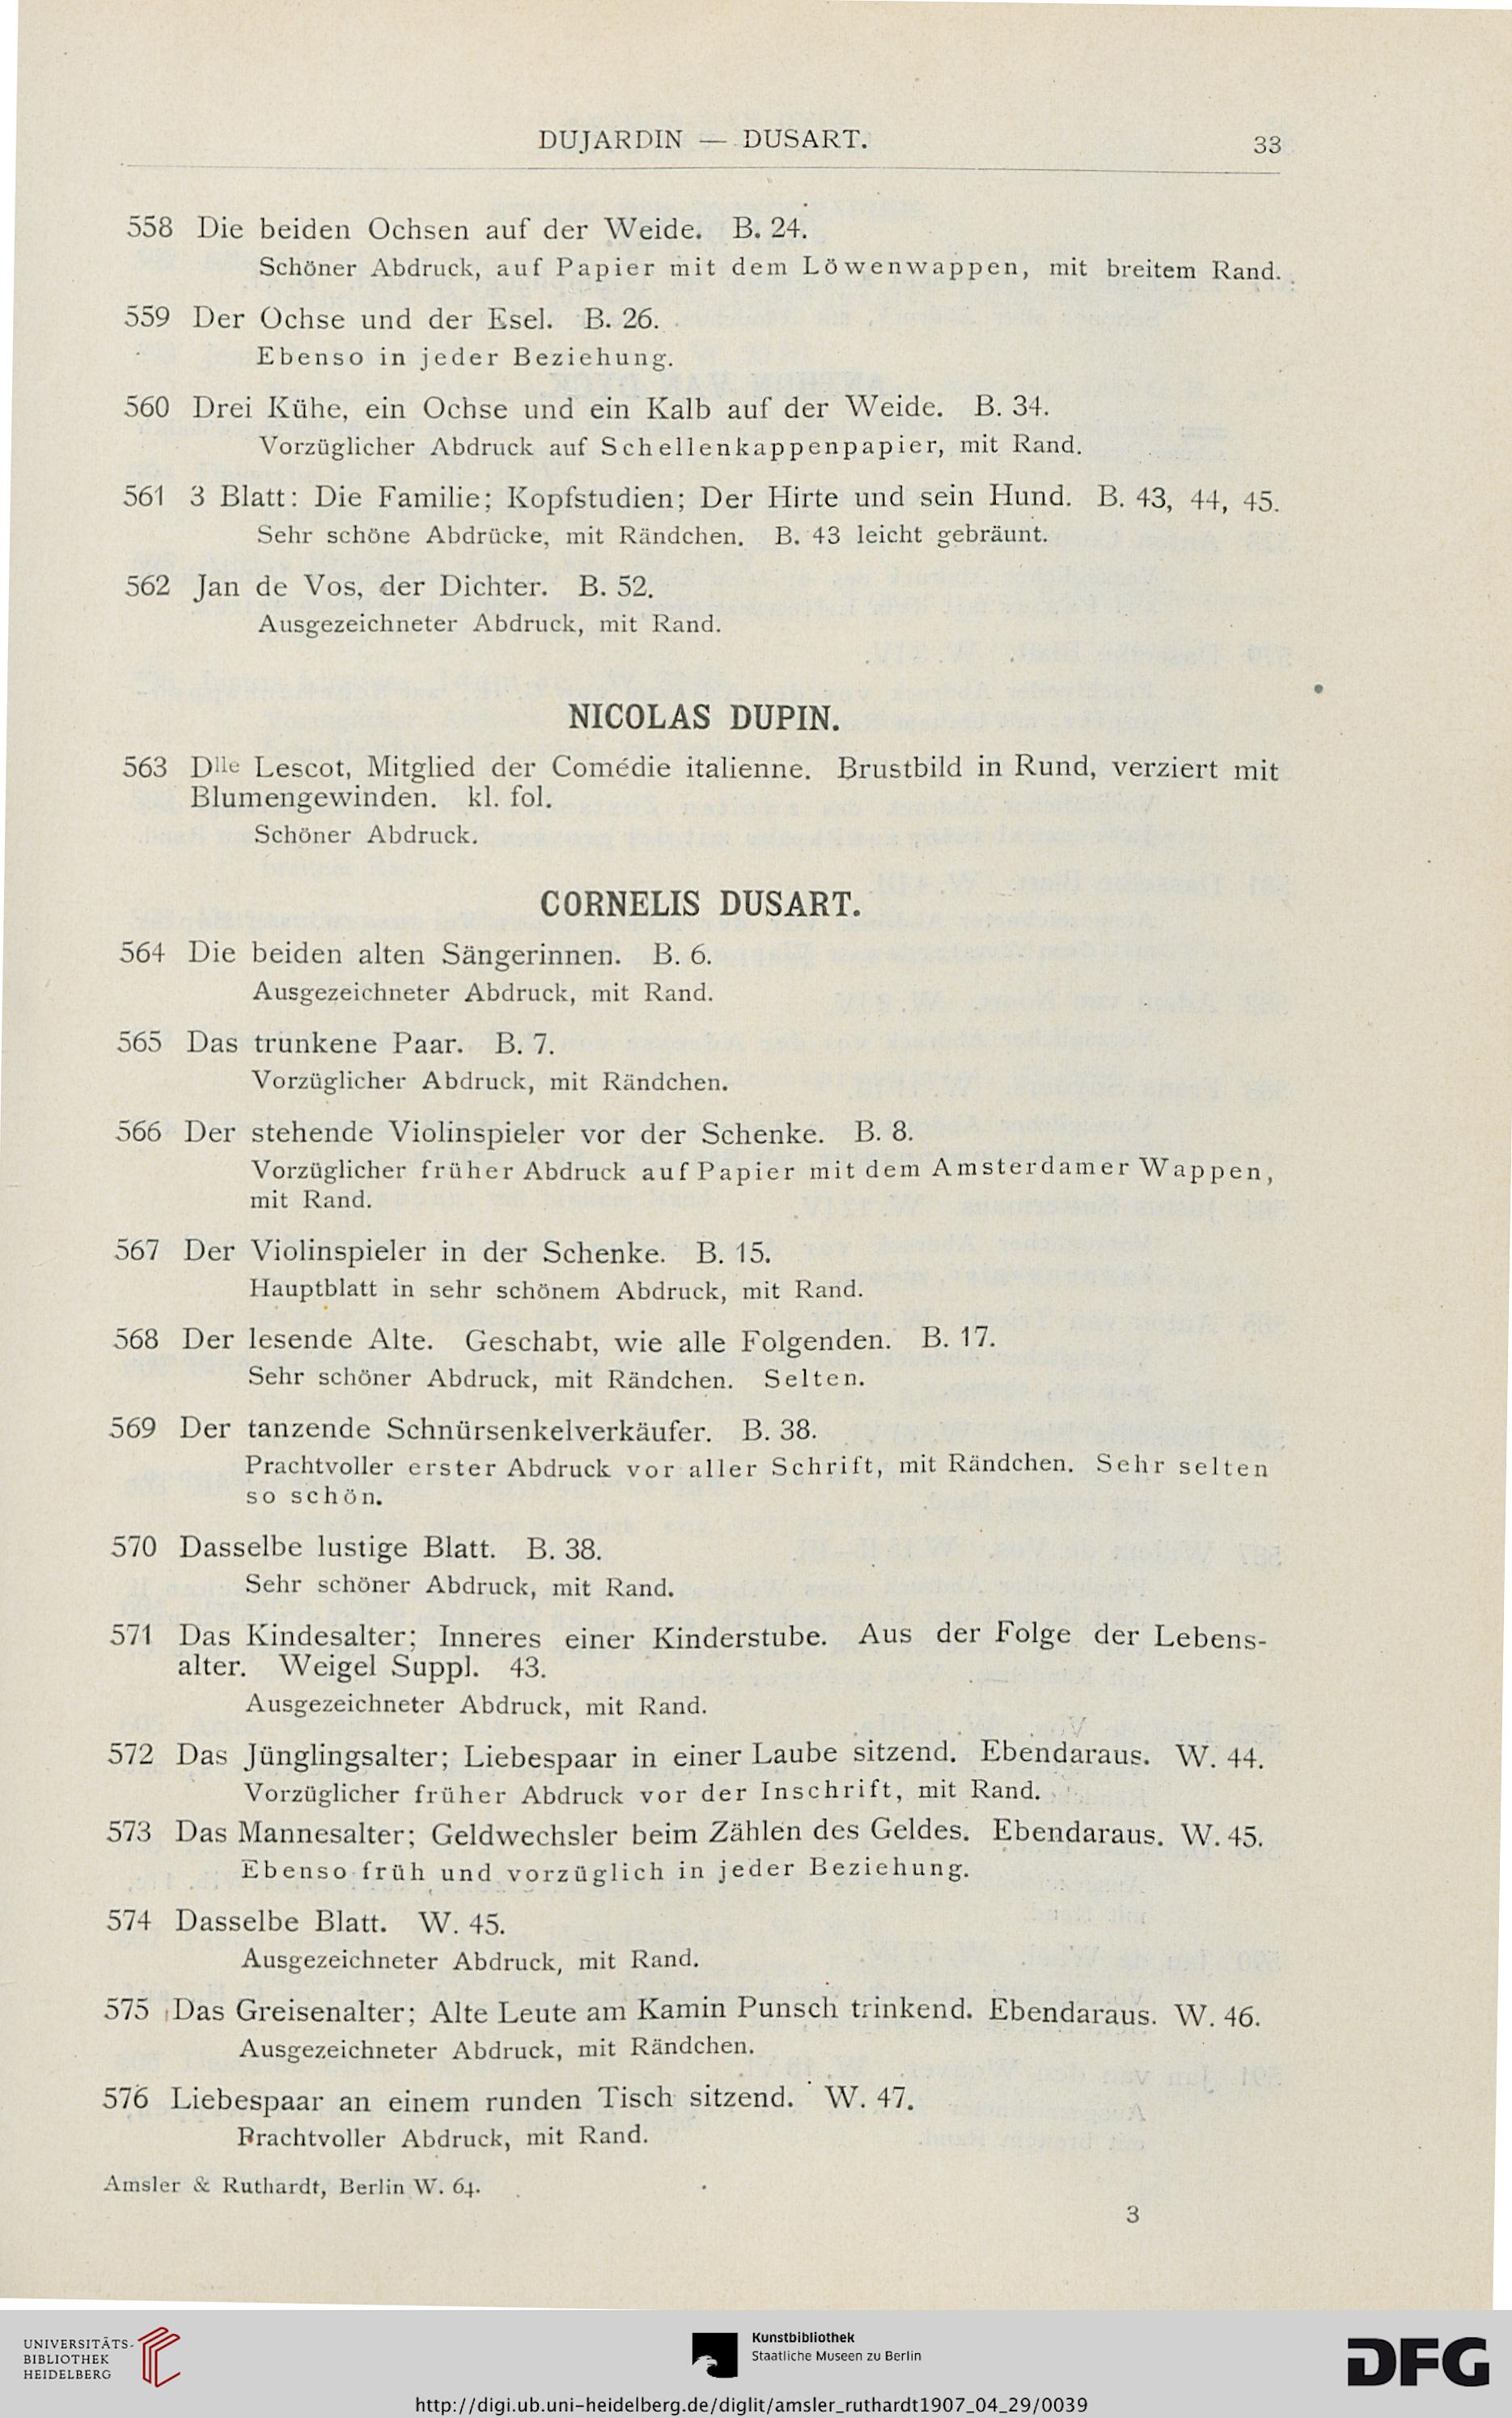 DUJARDIN — DUSART.
33
558 Die beiden Ochsen auf der Weide. B. 24.
Schöner Abdruck, auf Papier mit dem Löwenwappen, mit breitem Rand.
559 Der Ochse und der Esel. B. 26.
Ebenso in jeder Beziehung.
560 Drei Kühe, ein Ochse und ein Kalb auf der Weide. B. 34.
Vorzüglicher Abdruck auf Schellenkappenpapier, mit Rand.
561 3 Blatt: Die Familie; Kopfstudien; Der Hirte und sein Hund. B. 43, 44, 45.
Sehr schöne Abdrücke, mit Rändchen. B. 43 leicht gebräunt.
562 Jan de Vos, der Dichter. B. 52.
Ausgezeichneter Abdruck, mit Rand.
NICOLAS DUPIN.
563 Dlle Lescot, Mitglied der Comédie italienne. Brustbild in Rund, verziert mit
Blumengewinden. kl. fol.
Schöner Abdruck.
CORNELIS DUSART.
564 Die beiden alten Sängerinnen. B. 6.
Ausgezeichneter Abdruck, mit Rand.
565 Das trunkene Paar. B. 7.
Vorzüglicher Abdruck, mit Rändchen.
566 Der stehende Violinspieler vor der Schenke. B. 8.
Vorzüglicher früher Abdruck auf Papier mit dem Amsterdamer Wappen,
mit Rand.
567 Der Violinspieler in der Schenke. B. 15.
Hauptblatt in sehr schönem Abdruck, mit Rand.
568 Der lesende Alte. Geschabt, wie alle Folgenden. B. 17.
Sehr schöner Abdruck, mit Rändchen. Selten.
569 Der tanzende Schnürsenkelverkäufer. B. 38.
Prachtvoller erster Abdruck vor aller Schrift, mit Rändchen. Sehr selten
so schön.
570 Dasselbe lustige Blatt. B. 38.
Sehr schöner Abdruck, mit Rand.
571 Das Kindesalter; Inneres einer Kinderstube. Aus der Folge der Lebens-
alter. Weigel Suppl. 43.
Ausgezeichneter Abdruck, mit Rand.
572 Das Jünglingsalter; Liebespaar in einer Laube sitzend. Ebendaraus. W. 44.
Vorzüglicher früher Abdruck vor der Inschrift, mit Rand.
573 Das Mannesalter; Geldwechsler beim Zählen des Geldes. Ebendaraus. W. 45.
Ebenso früh und vorzüglich in jeder Beziehung.
574 Dasselbe Blatt. W. 45.
Ausgezeichneter Abdruck, mit Rand.
575 Das Greisenalter; Alte Leute am Kamin Punsch trinkend. Ebendaraus. W. 46.
Ausgezeichneter Abdruck, mit Rändchen.
576 Liebespaar an einem runden Tisch sitzend. W. 47.
Prachtvoller Abdruck, mit Rand.
Amsler & Ruthardt, Berlin W. 64.
3
UNIVERSITÄTS-
BIBLIOTHEK
HEIDELBERG
Kunstbibliothek
Staatliche Museen zu Berlin
DFG
http://digi.ub.uni-heidelberg.de/diglit/amsler_ruthardt1907_04_29/0039